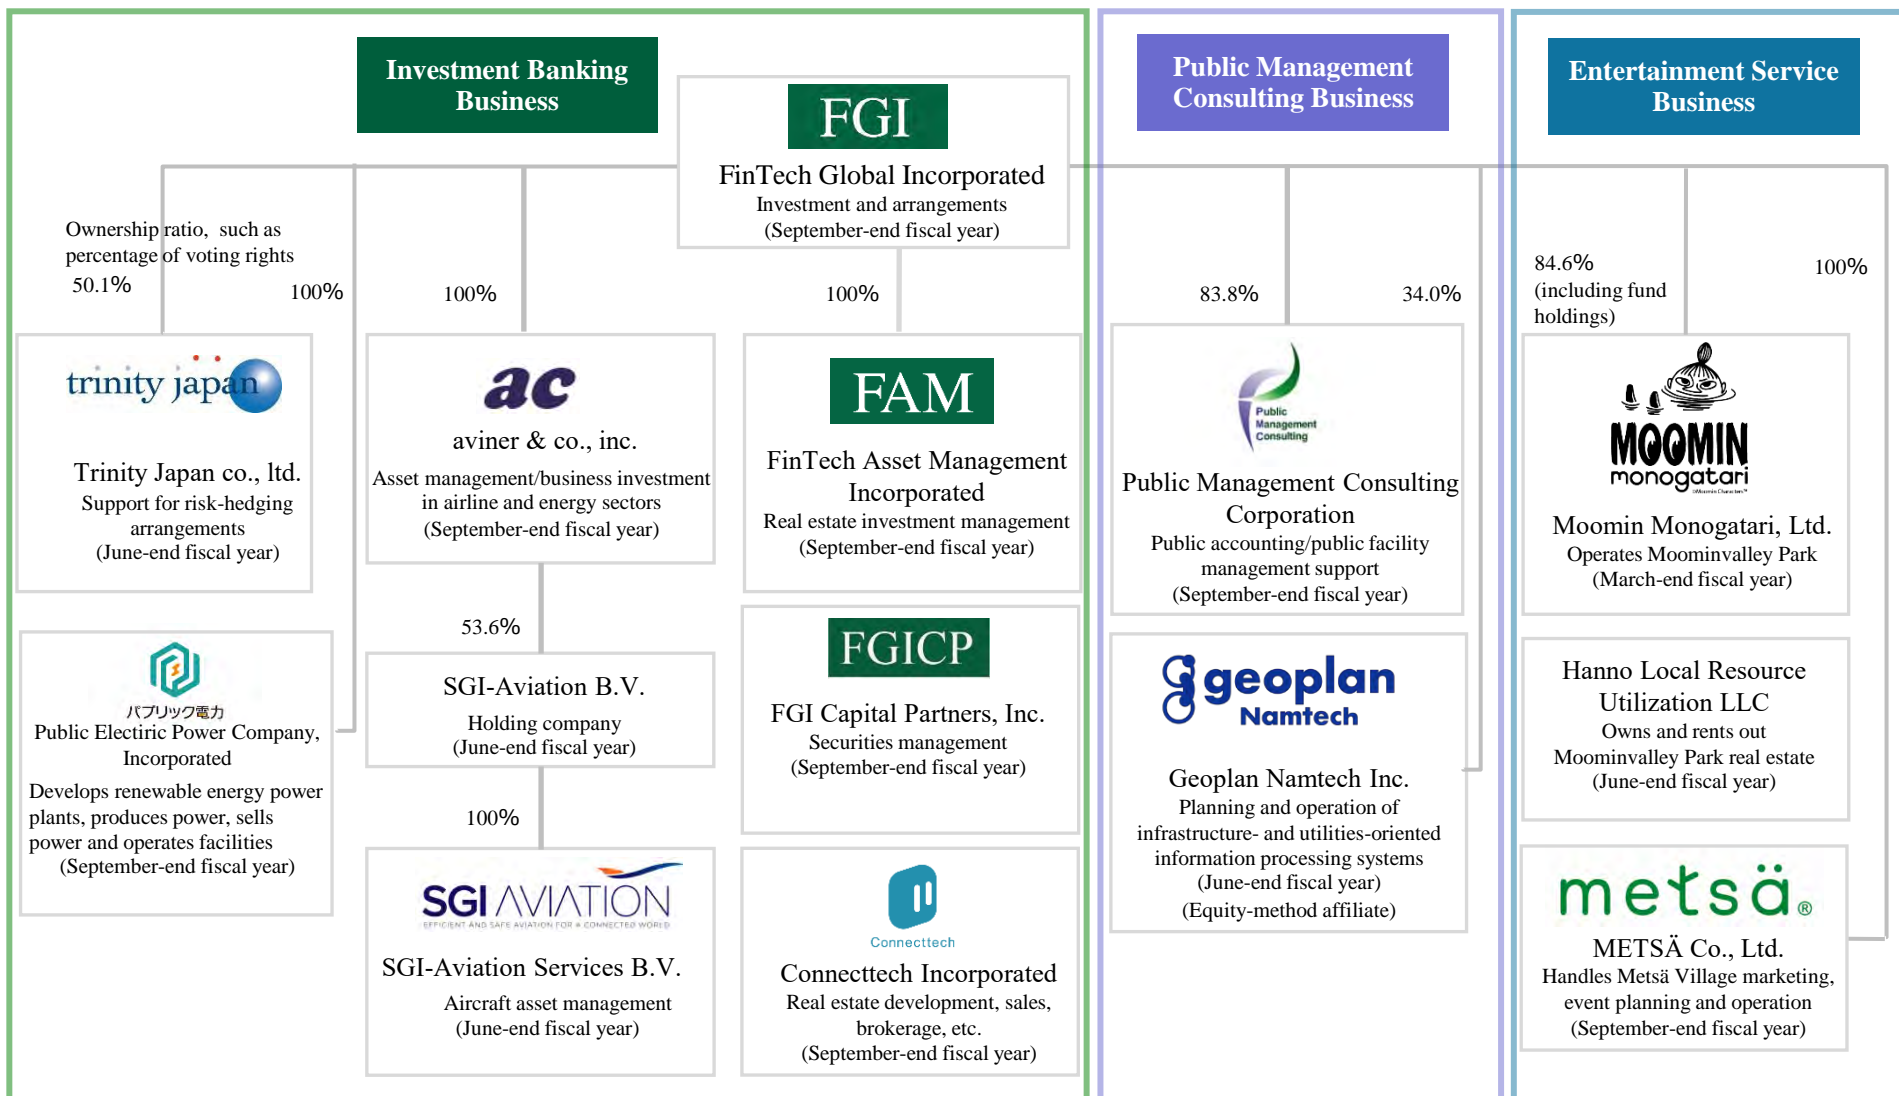 Investment Banking
Business
FGI
FinTech Global Incorporated
Investment and arrangements
(September-end fiscal year)
Public Management
Consulting Business
Entertainment Service
Business
Ownership ratio, such as
percentage of voting rights
50.1%
100%
100%
100%
83.8%
34.0%
84.6%
(including fund
holdings)
100%
trinity japan
Trinity Japan co., ltd.
Support for risk-hedging
arrangements
(June-end fiscal year)
パブリック電力
Public Electiric Power Company,
Incorporated
Develops renewable energy power
plants, produces power, sells
power and operates facilities
(September-end fiscal year)
ac
aviner & co., inc.
Asset management/business investment
in airline and energy sectors
(September-end fiscal year)
53.6%
SGI-Aviation B.V.
Holding company
(June-end fiscal year)
100%
SGI AVIATION
EFFICIENT AND SAFE AVIATION FOR A CONNECTED WORLD
SGI-Aviation Services B.V.
Aircraft asset management
(June-end fiscal year)
FAM
FinTech Asset Management
Incorporated
Real estate investment management
(September-end fiscal year)
FGICP
FGI Capital Partners, Inc.
Securities management
(September-end fiscal year)
Connecttech
Connecttech Incorporated
Real estate development, sales,
brokerage, etc.
(September-end fiscal year)
Public
Management
Consulting
Public Management Consulting
Corporation
Public accounting/public facility
management support
(September-end fiscal year)
geoplan
Namtech
Geoplan Namtech Inc.
Planning and operation of
infrastructure- and utilities-oriented
information processing systems
(June-end fiscal year)
(Equity-method affiliate)
MOOMIN
monogatari
©Moomin Characters™
Moomin Monogatari, Ltd.
Operates Moominvalley Park
(March-end fiscal year)
Hanno Local Resource
Utilization LLC
Owns and rents out
Moominvalley Park real estate
(June-end fiscal year)
metsä®
METSÄ Co., Ltd.
Handles Metsä Village marketing,
event planning and operation
(September-end fiscal year)